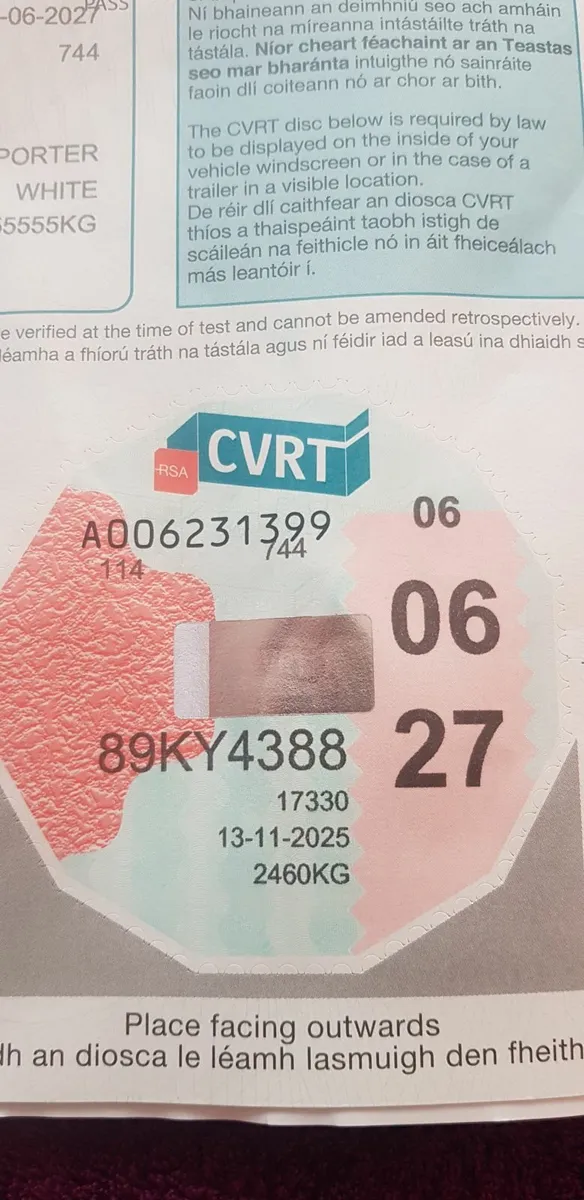 -06-2027
PASS
744
PORTER
WHITE
5555KG
Ní bhaineann an deimhniú seo ach amháin
le riocht na míreanna intástáilte tráth na
tástála. Níor cheart féachaint ar an Teastas
seo mar bharánta intuigthe nó sainráite
faoin dlí coiteann nó ar chor ar bith.
The CVRT disc below is required by law
to be displayed on the inside of your
vehicle windscreen or in the case of a
trailer in a visible location.
De réir dlí caithfear an diosca CVRT
thíos a thaispeáint taobh istigh de
scáileán na feithicle nó in áit fheiceálach
más leantóir í.
e verified at the time of test and cannot be amended retrospectively.
léamha a fhíorú tráth na tástála agus ní féidir iad a leasú ina dhiaidh s
RSA
CVRT
A006231399
744
114
06
06
27
89KY4388
17330
13-11-2025
2460KG
Place facing outwards
dh an diosca le léamh lasmuigh den fheith